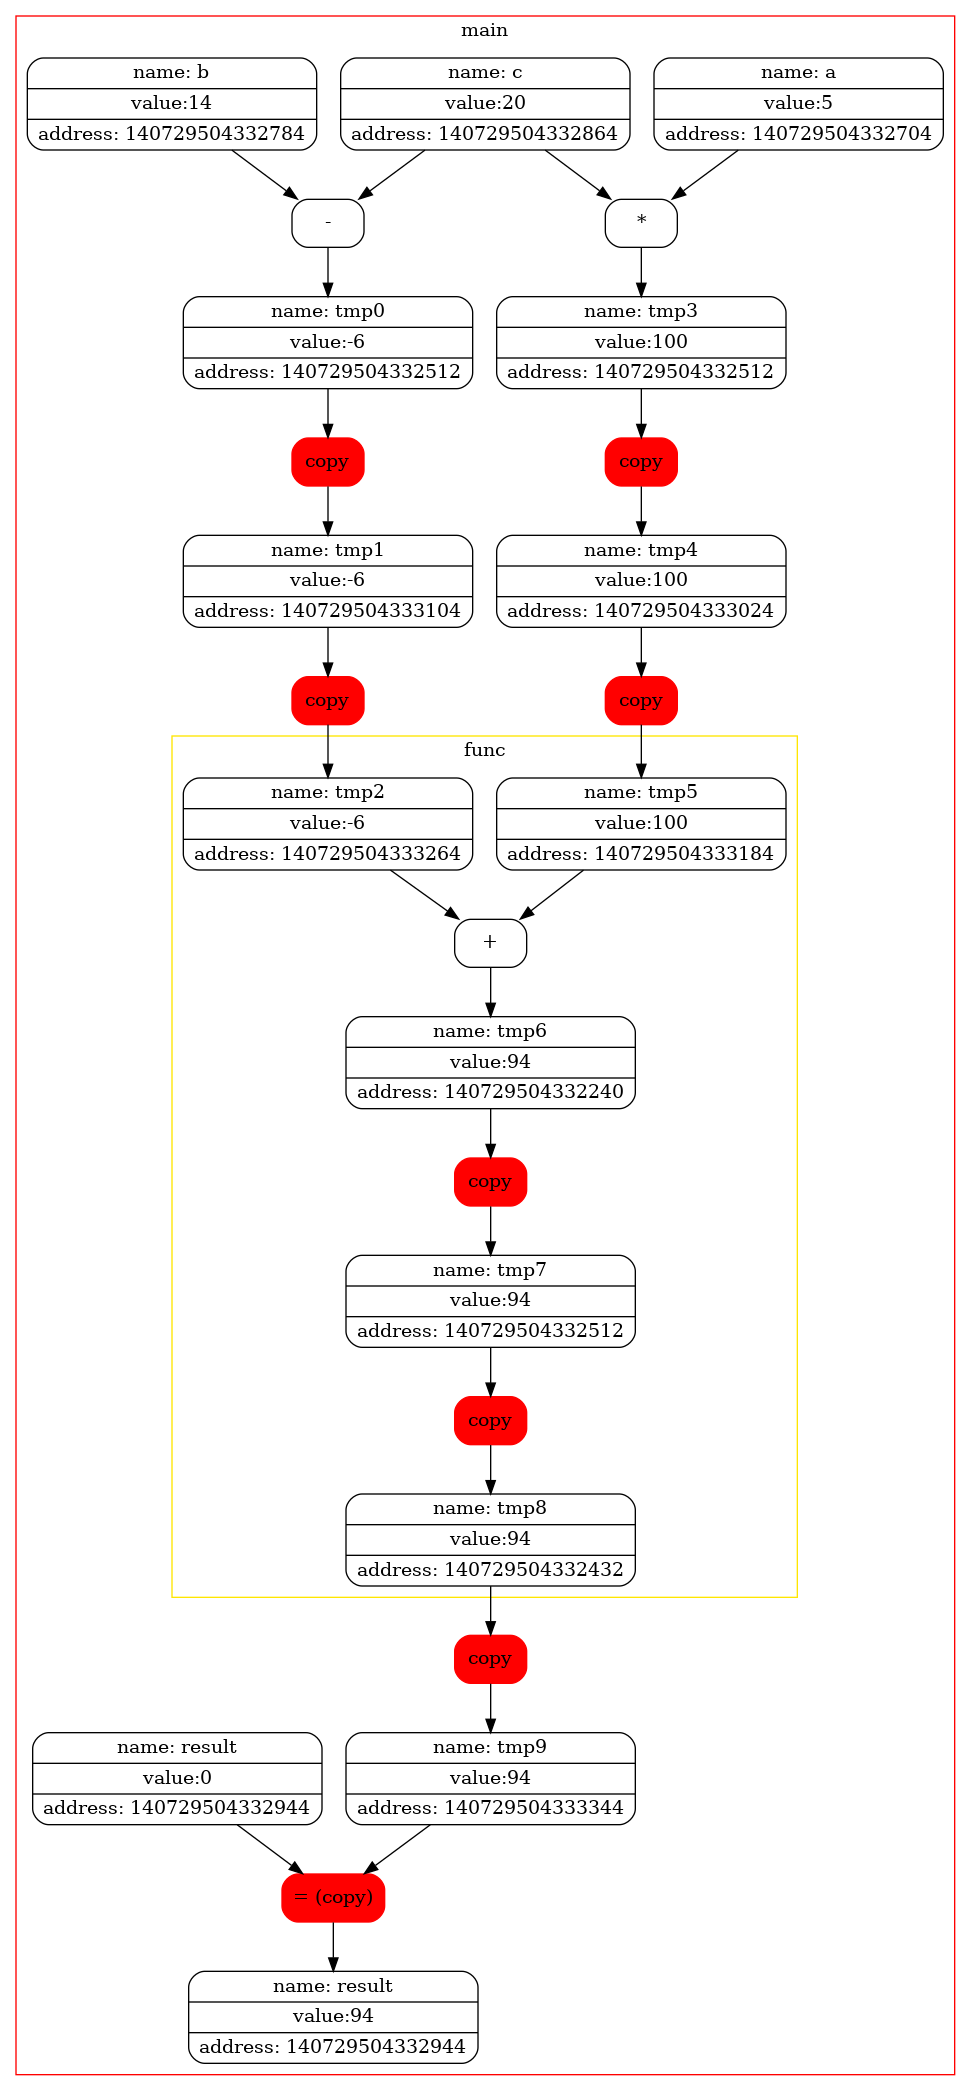 main
name: b
value:14
address: 140729504332784
name: c
value:20
address: 140729504332864
name: a
value:5
address: 140729504332704
-
*
name: tmp0
value:-6
address: 140729504332512
name: tmp3
value:100
address: 140729504332512
copy
copy
name: tmp1
value:-6
address: 140729504333104
name: tmp4
value:100
address: 140729504333024
copy
copy
func
name: tmp2
value:-6
address: 140729504333264
name: tmp5
value:100
address: 140729504333184
+
name: tmp6
value:94
address: 140729504332240
copy
name: tmp7
value:94
address: 140729504332512
copy
name: tmp8
value:94
address: 140729504332432
copy
name: result
value:0
address: 140729504332944
name: tmp9
value:94
address: 140729504333344
= (copy)
name: result
value:94
address: 140729504332944